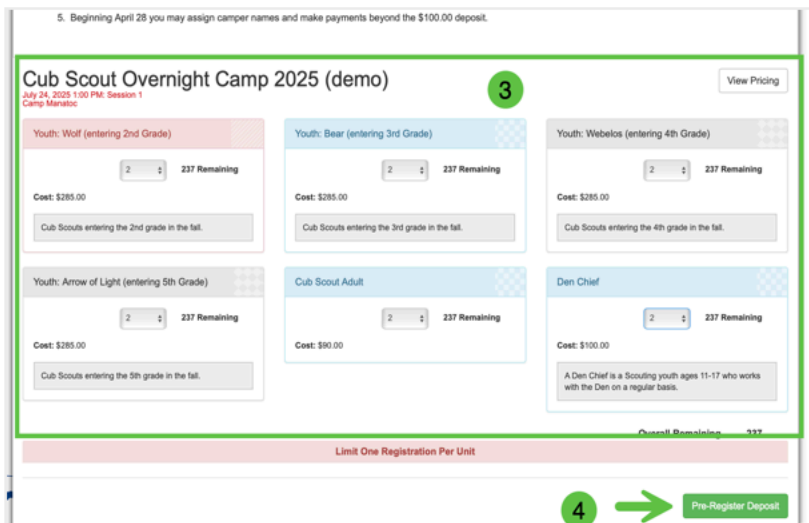 5. Beginning April 28 you may assign camper names and make payments beyond the $100.00 deposit.
Cub Scout Overnight Camp 2025 (demo)
July 24, 2025 1:00 PM: Session 1
Camp Manatoc
3
View Pricing
Youth: Wolf (entering 2nd Grade)
2
237 Remaining
Cost: $285.00
Cub Scouts entering the 2nd grade in the fall.
Youth: Bear (entering 3rd Grade)
2
237 Remaining
Cost: $285.00
Cub Scouts entering the 3rd grade in the fall.
Youth: Webelos (entering 4th Grade)
2
237 Remaining
Cost: $285.00
Cub Scouts entering the 4th grade in the fall.
Youth: Arrow of Light (entering 5th Grade)
2
237 Remaining
Cost: $285.00
Cub Scouts entering the 5th grade in the fall.
Cub Scout Adult
2
237 Remaining
Cost: $90.00
Den Chief
2
237 Remaining
Cost: $100.00
A Den Chief is a Scouting youth ages 11-17 who works
with the Den on a regular basis.
Overall Remaining 237
Limit One Registration Per Unit
4
Pre-Register Deposit